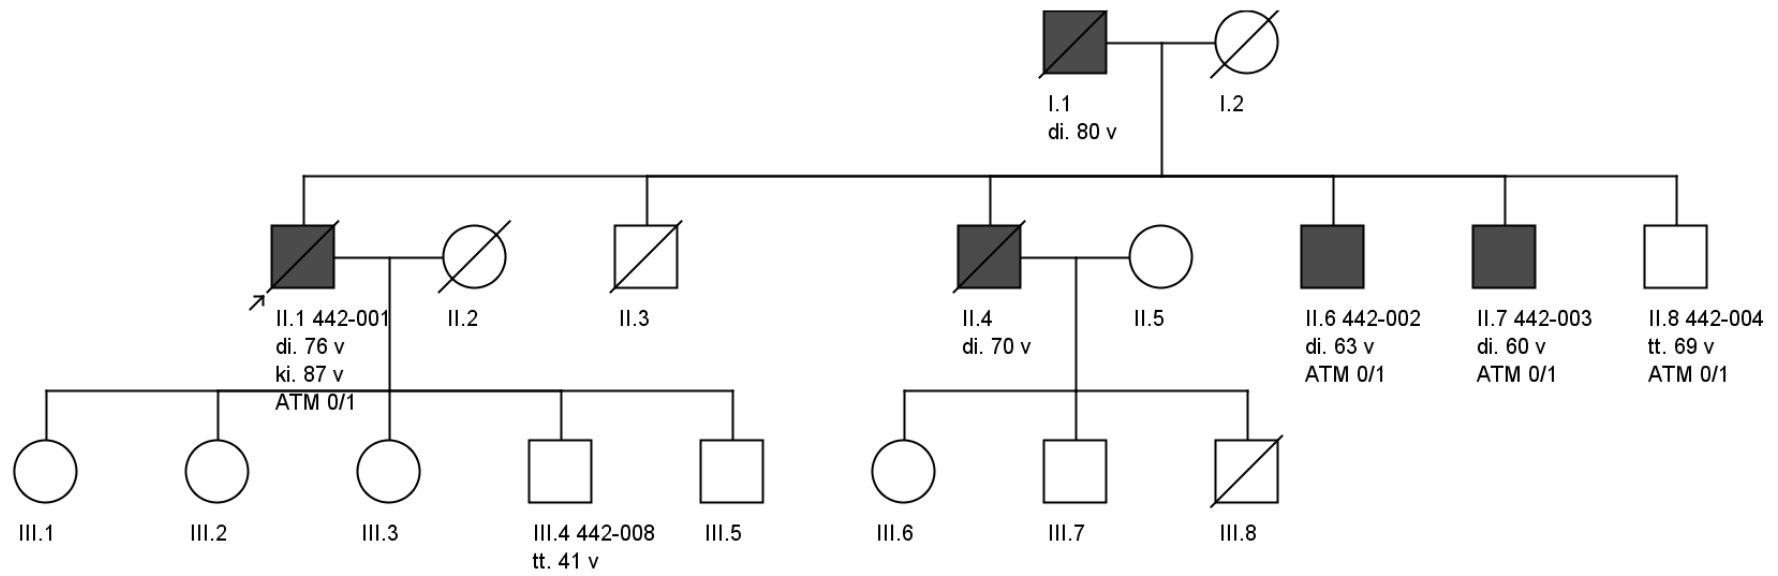 I.1
di. 80 v
I.2
II.1 442-001
di. 76 v
ki. 87 v
ATM 0/1
II.2
II.3
II.4
di. 70 v
II.5
II.6 442-002
di. 63 v
ATM 0/1
II.7 442-003
di. 60 v
ATM 0/1
II.8 442-004
tt. 69 v
ATM 0/1
III.1
III.2
III.3
III.4 442-008
tt. 41 v
III.5
III.6
III.7
III.8